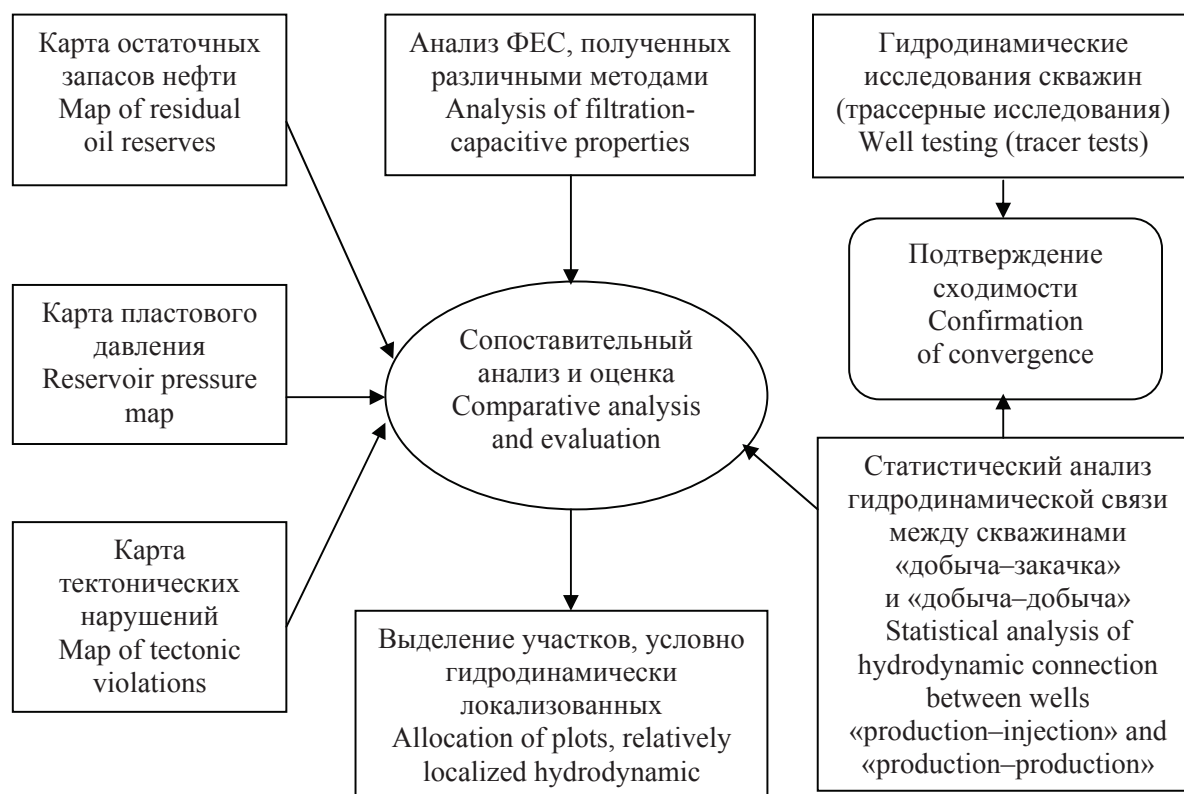 Карта остаточных
запасов нефти
Map of residual
oil reserves
Анализ ФЕС, полученных
различными методами
Analysis of filtration-
capacitive properties
Гидродинамические
исследования скважин
(трассерные исследования)
Well testing (tracer tests)
Подтверждение
сходимости
Confirmation
of convergence
Карта пластового
давления
Reservoir pressure
map
Сопоставительный
анализ и оценка
Comparative analysis
and evaluation
Карта
тектонических
нарушений
Map of tectonic
violations
Выделение участков, условно
гидродинамически
локализованных
Allocation of plots, relatively
localized hydrodynamic
Статистический анализ
гидродинамической связи
между скважинами
«добыча–закачка»
и «добыча–добыча»
Statistical analysis of
hydrodynamic connection
between wells
«production–injection» and
«production–production»